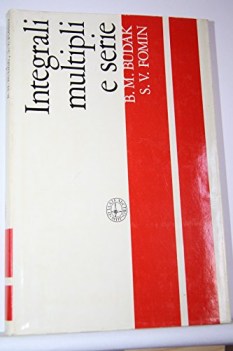 Integrali
multipli
e serie
B. M. BUDAK
S. V. FOMIN